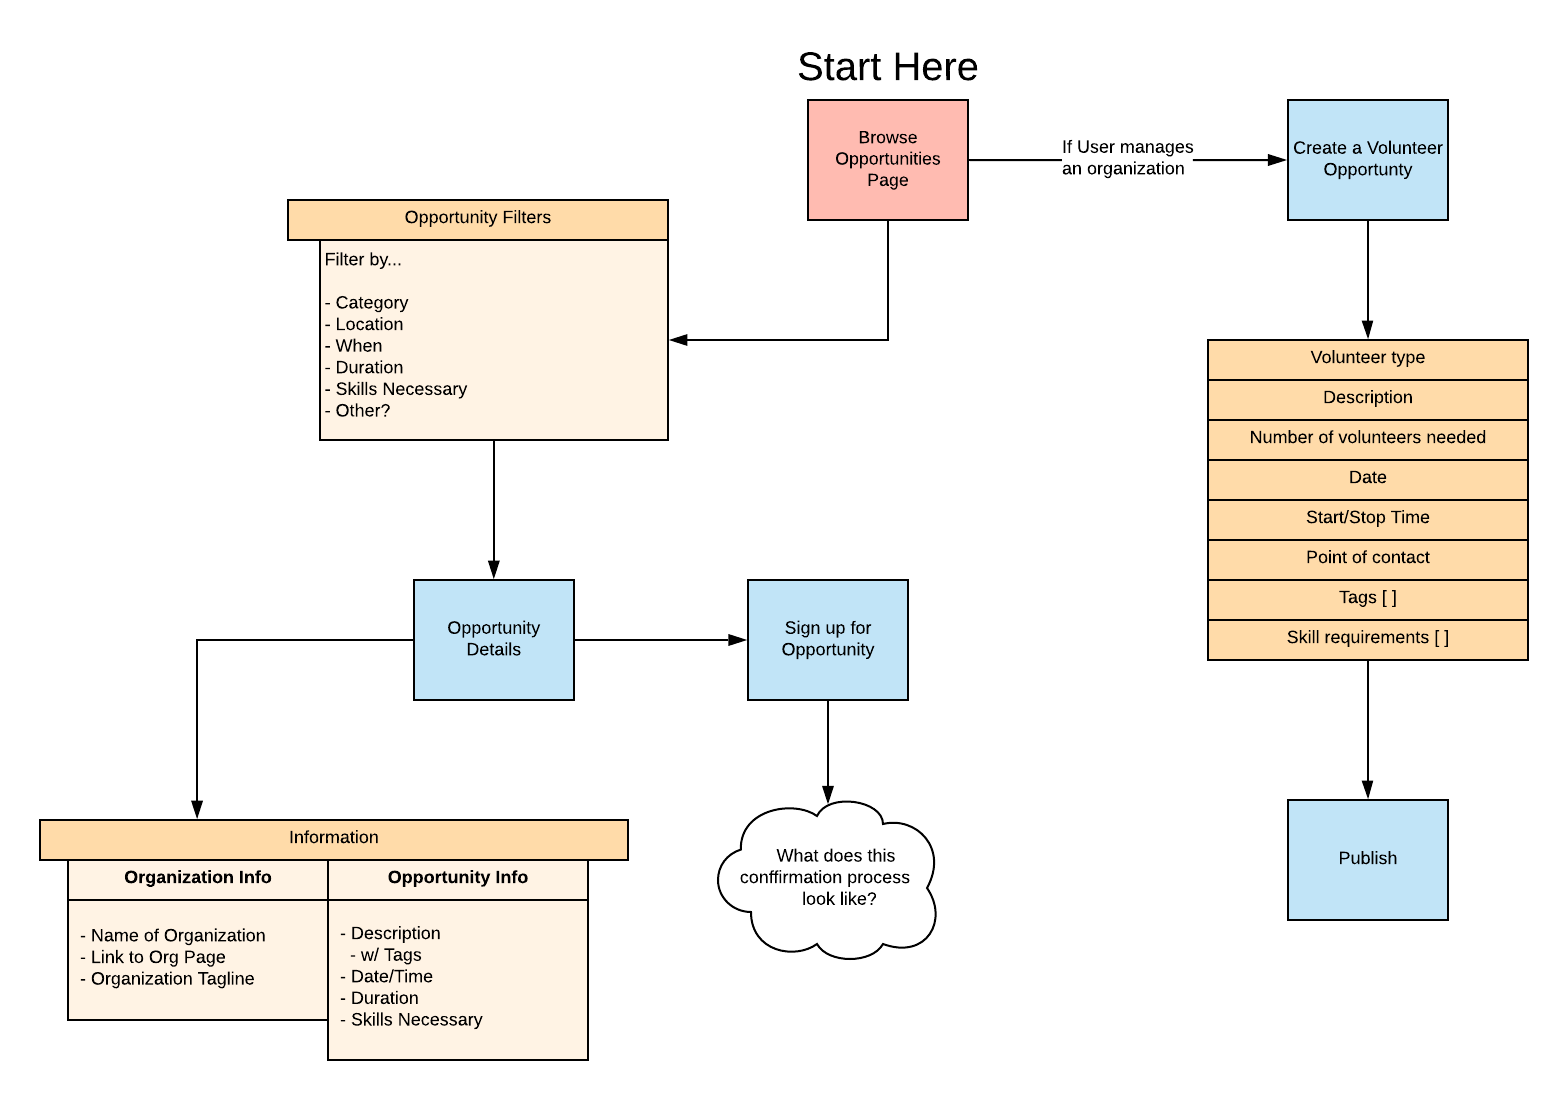 Start Here
Browse
Opportunities
Page
If User manages
an organization
Create a Volunteer
Opportunty
Opportunity Filters
Filter by...
- Category
- Location
- When
- Duration
- Skills Necessary
- Other?
Volunteer type
Description
Number of volunteers needed
Date
Start/Stop Time
Point of contact
Tags [ ]
Skill requirements [ ]
Opportunity
Details
Sign up for
Opportunity
Information
Organization Info
- Name of Organization
- Link to Org Page
- Organization Tagline
Opportunity Info
- Description
- w/ Tags
- Date/Time
- Duration
- Skills Necessary
What does this
conffirmation process
look like?
Publish